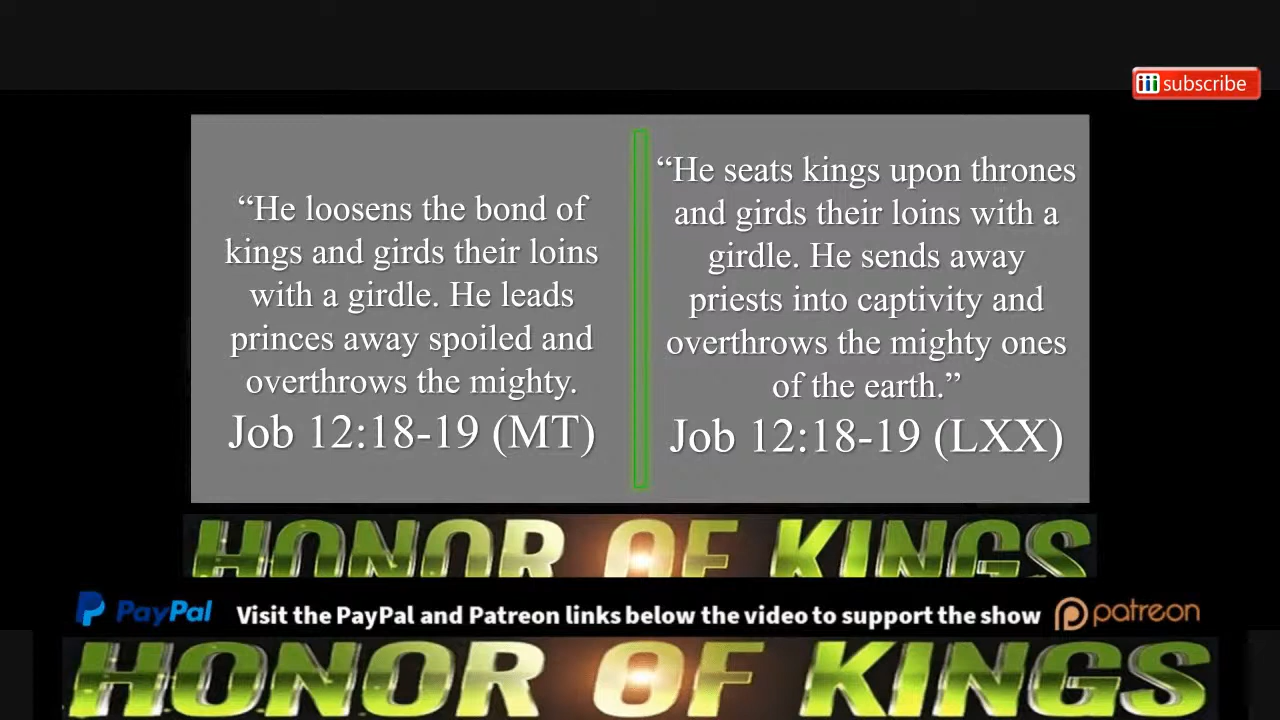 subscribe
“He loosens the bond of
kings and girds their loins
with a girdle. He leads
princes away spoiled and
overthrows the mighty.
Job 12:18-19 (MT)
“He seats kings upon thrones
and girds their loins with a
girdle. He sends away
priests into captivity and
overthrows the mighty ones
of the earth.”
Job 12:18-19 (LXX)
HONOR OF KINGS
PayPal Visit the PayPal and Patreon links below the video to support the show patreon
HONOR OF KINGS